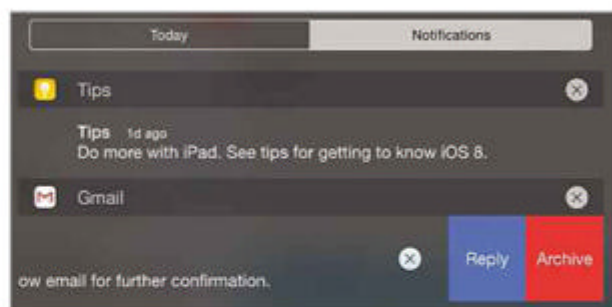 Today Notifications
Tips
Tips 1d ago
Do more with iPad. See tips for getting to know iOS 8.
Gmail
Reply Archive
ow email for further confirmation.